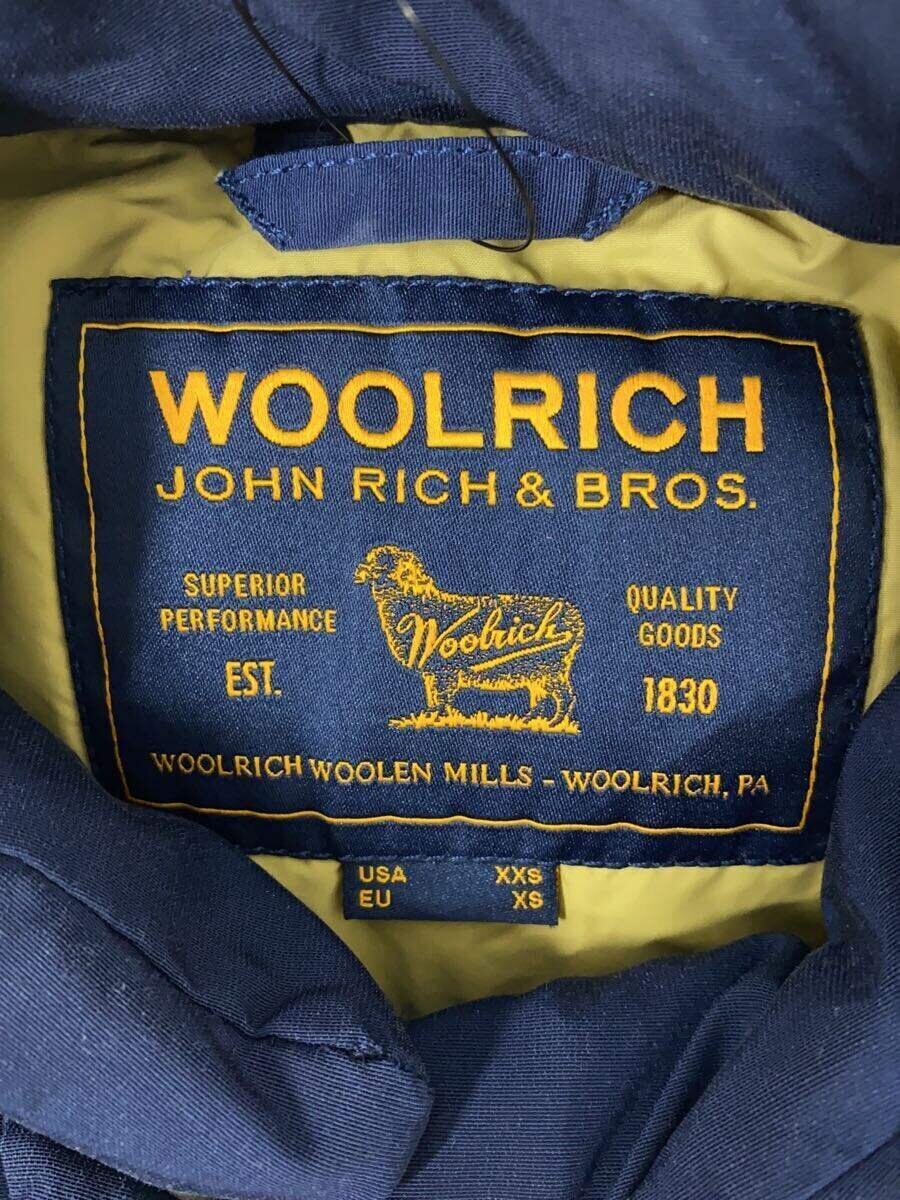 WOOLRICH
JOHN RICH & BROS.
SUPERIOR
PERFORMANCE
EST.
Woolrich
QUALITY
GOODS
1830
WOOLRICH WOOLEN MILLS - WOOLRICH, PA
USA XXS
EU XS